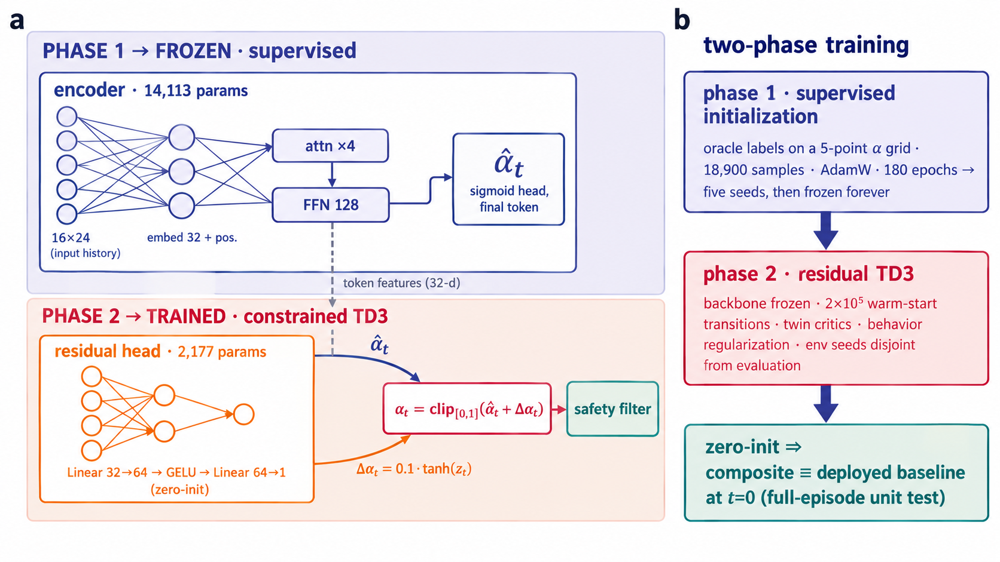 a
PHASE 1 → FROZEN · supervised
encoder · 14,113 params
attn ×4
FFN 128
α̂ₜ
sigmoid head,
final token
16×24
(input history)
embed 32 + pos.
token features (32-d)
PHASE 2 → TRAINED · constrained TD3
residual head · 2,177 params
Linear 32→64 → GELU → Linear 64→1
(zero-init)
α̂ₜ
αₜ = clip[0,1](α̂ₜ + Δαₜ)
safety filter
Δαₜ = 0.1 · tanh(zₜ)
b
two-phase training
phase 1 · supervised
initialization
oracle labels on a 5-point α grid ·
18,900 samples · AdamW · 180 epochs →
five seeds, then frozen forever
phase 2 · residual TD3
backbone frozen · 2×10⁵ warm-start
transitions · twin critics · behavior
regularization · env seeds disjoint
from evaluation
zero-init ⇒
composite ≡ deployed baseline
at t=0 (full-episode unit test)